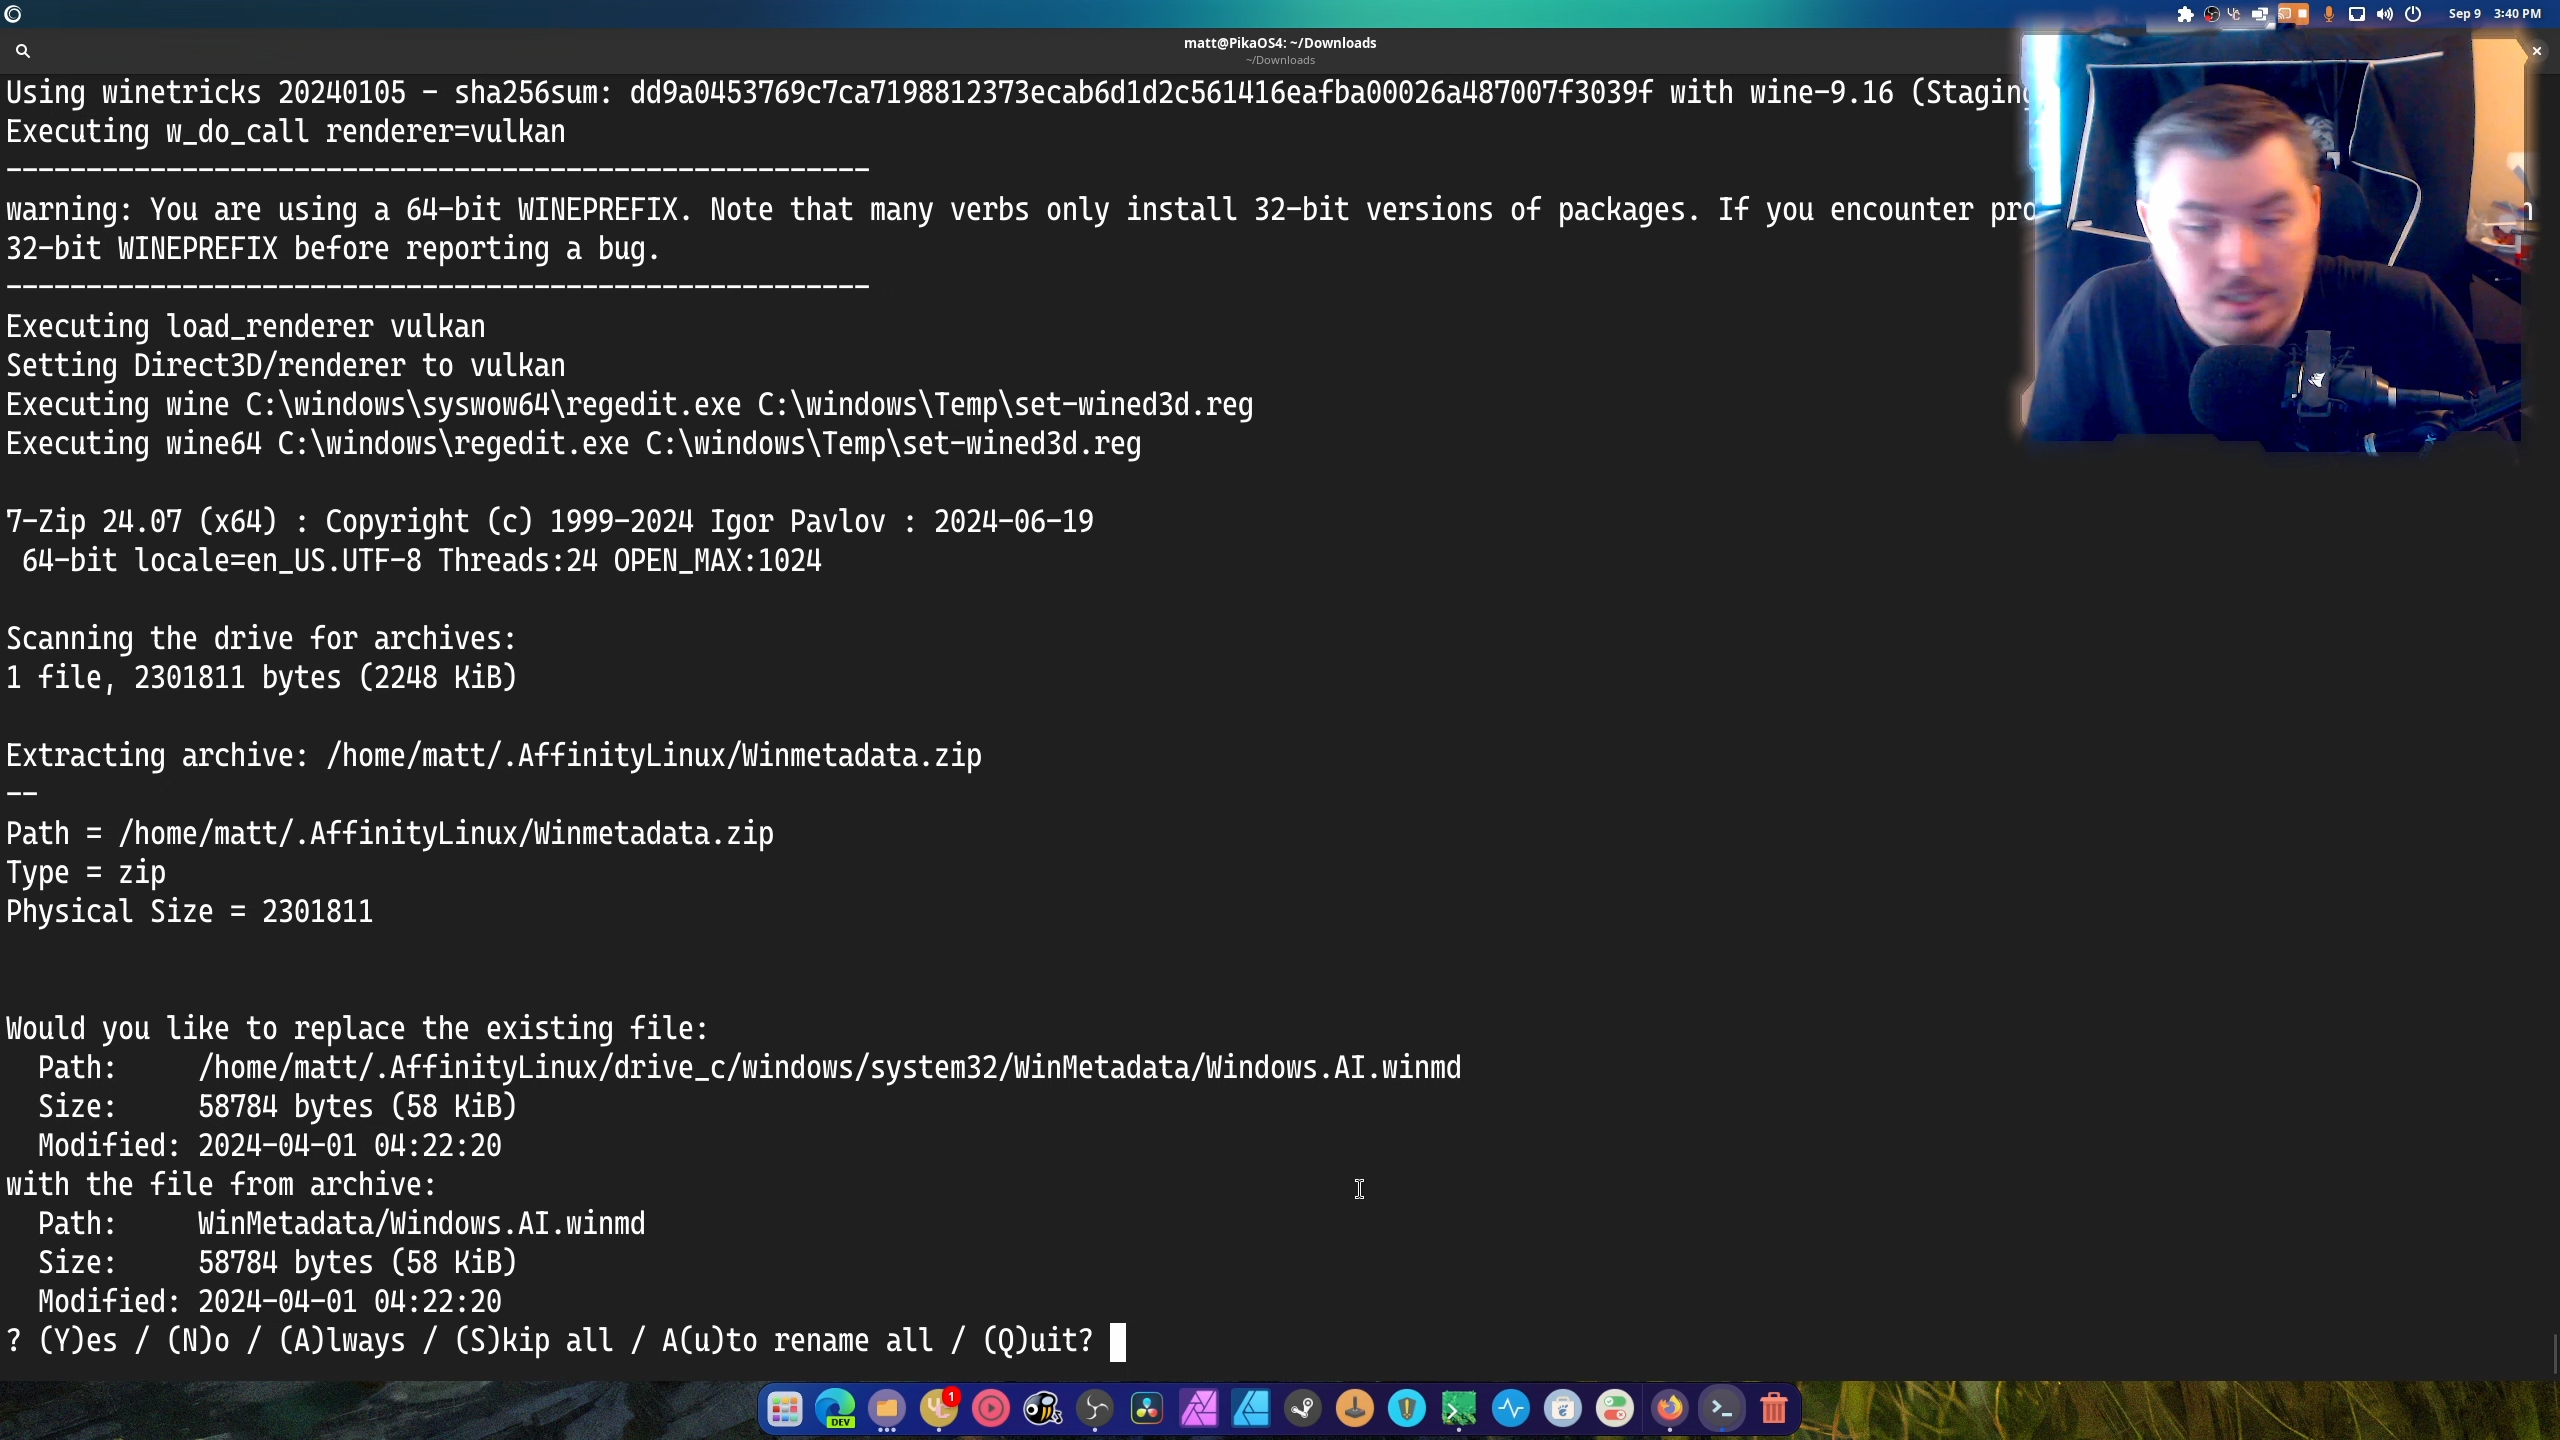 Sep 9 3:40 PM
matt@PikaOS4: ~/Downloads
~/Downloads
Using winetricks 20240105 - sha256sum: dd9a0453769c7ca7198812373ecab6d1d2c561416eafba00026a487007f3039f with wine-9.16 (Staging
Executing w_do_call renderer=vulkan
------------------------------------------------------
warning: You are using a 64-bit WINEPREFIX. Note that many verbs only install 32-bit versions of packages. If you encounter pro n
32-bit WINEPREFIX before reporting a bug.
------------------------------------------------------
Executing load_renderer vulkan
Setting Direct3D/renderer to vulkan
Executing wine C:\windows\syswow64\regedit.exe C:\windows\Temp\set-wined3d.reg
Executing wine64 C:\windows\regedit.exe C:\windows\Temp\set-wined3d.reg
7-Zip 24.07 (x64) : Copyright (c) 1999-2024 Igor Pavlov : 2024-06-19
64-bit locale=en_US.UTF-8 Threads:24 OPEN_MAX:1024
Scanning the drive for archives:
1 file, 2301811 bytes (2248 KiB)
Extracting archive: /home/matt/.AffinityLinux/Winmetadata.zip
--
Path = /home/matt/.AffinityLinux/Winmetadata.zip
Type = zip
Physical Size = 2301811
Would you like to replace the existing file:
Path: /home/matt/.AffinityLinux/drive_c/windows/system32/WinMetadata/Windows.AI.winmd
Size: 58784 bytes (58 KiB)
Modified: 2024-04-01 04:22:20
with the file from archive:
Path: WinMetadata/Windows.AI.winmd
Size: 58784 bytes (58 KiB)
Modified: 2024-04-01 04:22:20
? (Y)es / (N)o / (A)lways / (S)kip all / A(u)to rename all / (Q)uit?
DEV
1